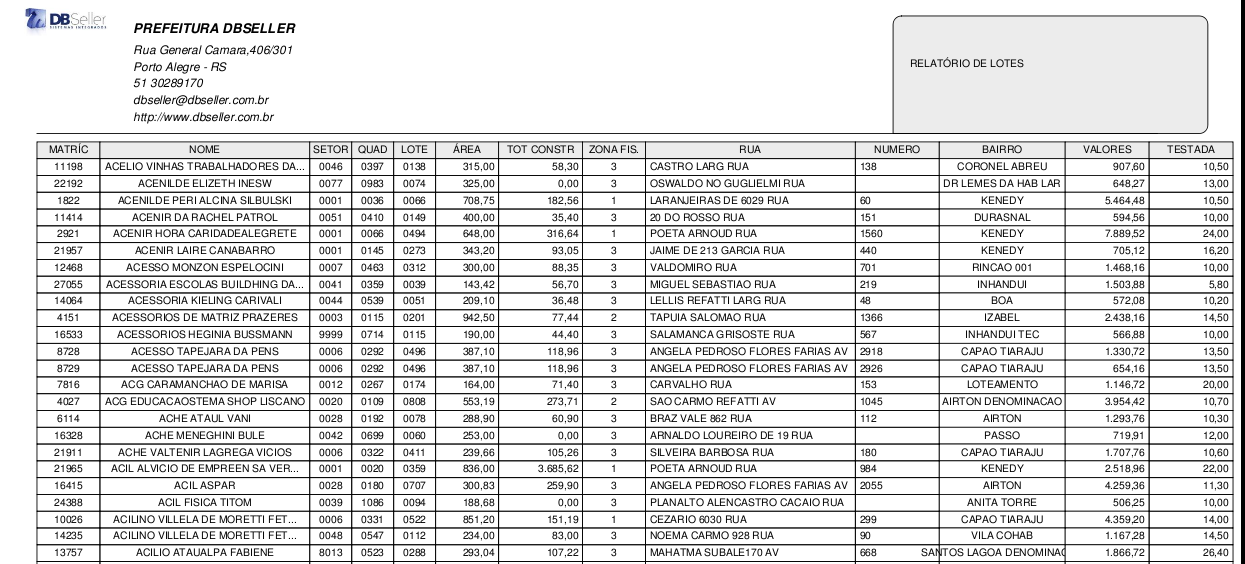 DBSeller
SISTEMAS INTEGRADOS
PREFEITURA DBSELLER
Rua General Camara,406/301
Porto Alegre - RS
51 30289170
dbseller@dbseller.com.br
http://www.dbseller.com.br
RELATÓRIO DE LOTES
MATRÍC NOME SETOR QUAD LOTE ÁREA TOT CONSTR ZONA FIS. RUA NUMERO BAIRRO VALORES TESTADA
11198 ACELIO VINHAS TRABALHADORES DA... 0046 0397 0138 315,00 58,30 3 CASTRO LARG RUA 138 CORONEL ABREU 907,60 10,50
22192 ACENILDE ELIZETH INESW 0077 0983 0074 325,00 0,00 3 OSWALDO NO GUGLIELMI RUA DR LEMES DA HAB LAR 648,27 13,00
1822 ACENILDE PERI ALCINA SILBULSKI 0001 0036 0066 708,75 182,56 1 LARANJEIRAS DE 6029 RUA 60 KENEDY 5.464,48 10,50
11414 ACENIR DA RACHEL PATROL 0051 0410 0149 400,00 35,40 3 20 DO ROSSO RUA 151 DURASNAL 594,56 10,00
2921 ACENIR HORA CARIDADEALEGRETE 0001 0066 0494 648,00 316,64 1 POETA ARNOUD RUA 1560 KENEDY 7.889,52 24,00
21957 ACENIR LAIRE CANABARRO 0001 0145 0273 343,20 93,05 3 JAIME DE 213 GARCIA RUA 440 KENEDY 705,12 16,20
12468 ACESSO MONZON ESPELOCINI 0007 0463 0312 300,00 88,35 3 VALDOMIRO RUA 701 RINCAO 001 1.468,16 10,00
27055 ACESSORIA ESCOLAS BUILDHING DA... 0041 0359 0039 143,42 56,70 3 MIGUEL SEBASTIAO RUA 219 INHANDUI 1.503,88 5,80
14064 ACESSORIA KIELING CARIVALI 0044 0539 0051 209,10 36,48 3 LELLIS REFATTI LARG RUA 48 BOA 572,08 10,20
4151 ACESSORIOS DE MATRIZ PRAZERES 0003 0115 0201 942,50 77,44 2 TAPUIA SALOMAO RUA 1366 IZABEL 2.438,16 14,50
16533 ACESSORIOS HEGINIA BUSSMANN 9999 0714 0115 190,00 44,40 3 SALAMANCA GRISOSTE RUA 567 INHANDUI TEC 566,88 10,00
8728 ACESSO TAPEJARA DA PENS 0006 0292 0496 387,10 118,96 3 ANGELA PEDROSO FLORES FARIAS AV 2918 CAPAO TIARAJU 1.330,72 13,50
8729 ACESSO TAPEJARA DA PENS 0006 0292 0496 387,10 118,96 3 ANGELA PEDROSO FLORES FARIAS AV 2926 CAPAO TIARAJU 654,16 13,50
7816 ACG CARAMANCHAO DE MARISA 0012 0267 0174 164,00 71,40 3 CARVALHO RUA 153 LOTEAMENTO 1.146,72 20,00
4027 ACG EDUCACAOSTEMA SHOP LISCANO 0020 0109 0808 553,19 273,71 2 SAO CARMO REFATTI AV 1045 AIRTON DENOMINACAO 3.954,42 10,70
6114 ACHE ATAUL VANI 0028 0192 0078 288,90 60,90 3 BRAZ VALE 862 RUA 112 AIRTON 1.293,76 10,30
16328 ACHE MENEGHINI BULE 0042 0699 0060 253,00 0,00 3 ARNALDO LOUREIRO DE 19 RUA PASSO 719,91 12,00
21911 ACHE VALTENIR LAGREGA VICIOS 0006 0322 0411 239,66 105,26 3 SILVEIRA BARBOSA RUA 180 CAPAO TIARAJU 1.707,76 10,60
21965 ACIL ALVICIO DE EMPREEN SA VER... 0001 0020 0359 836,00 3.685,62 1 POETA ARNOUD RUA 984 KENEDY 2.518,96 22,00
16415 ACIL ASPAR 0028 0180 0707 300,83 259,90 3 ANGELA PEDROSO FLORES FARIAS AV 2055 AIRTON 4.259,36 11,30
24388 ACIL FISICA TITOM 0039 1086 0094 188,68 0,00 3 PLANALTO ALENCASTRO CACAIO RUA ANITA TORRE 506,25 10,00
10026 ACILINO VILLELA DE MORETTI FET... 0006 0331 0522 851,20 151,19 1 CEZARIO 6030 RUA 299 CAPAO TIARAJU 4.359,20 14,00
14235 ACILINO VILLELA DE MORETTI FET... 0048 0547 0112 234,00 83,00 3 NOEMA CARMO 928 RUA 90 VILA COHAB 1.167,28 14,50
13757 ACILIO ATAUALPA FABIENE 8013 0523 0288 293,04 107,22 3 MAHATMA SUBALE170 AV 668 SANTOS LAGOA DENOMINAC 1.866,72 26,40